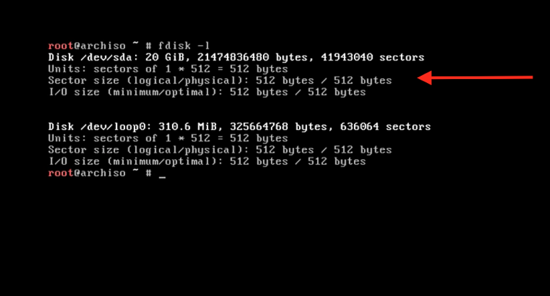 root@archiso ~ # fdisk -l
Disk /dev/sda: 20 GiB, 21474836480 bytes, 41943040 sectors
Units: sectors of 1 * 512 = 512 bytes
Sector size (logical/physical): 512 bytes / 512 bytes
I/O size (minimum/optimal): 512 bytes / 512 bytes
Disk /dev/loop0: 310.6 MiB, 325664768 bytes, 636064 sectors
Units: sectors of 1 * 512 = 512 bytes
Sector size (logical/physical): 512 bytes / 512 bytes
I/O size (minimum/optimal): 512 bytes / 512 bytes
root@archiso ~ # _